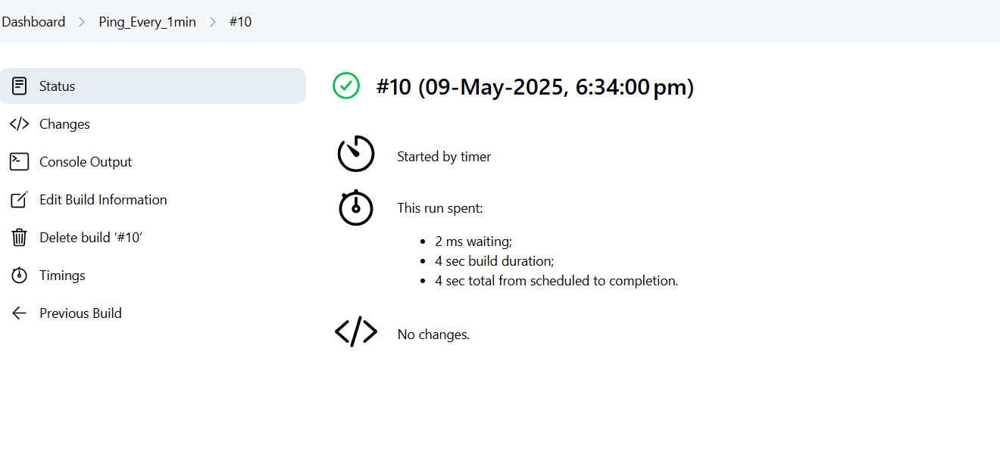 Dashboard > Ping_Every_1min > #10
Status
Changes
Console Output
Edit Build Information
Delete build ‘#10’
Timings
Previous Build
#10 (09-May-2025, 6:34:00 pm)
Started by timer
This run spent:
• 2 ms waiting;
• 4 sec build duration;
• 4 sec total from scheduled to completion.
No changes.